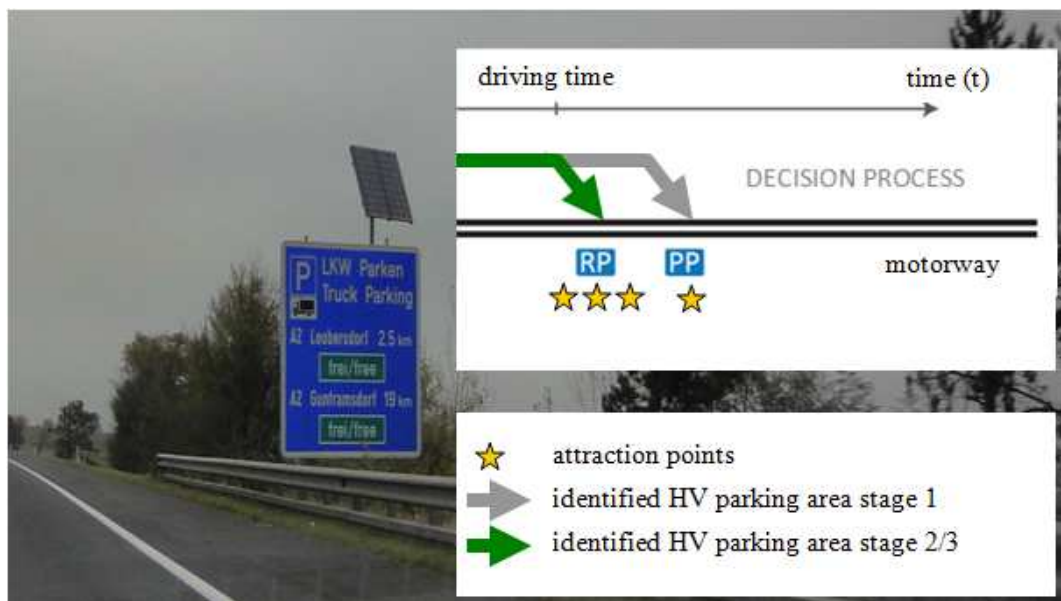 P LKW Parken
Truck Parking
A2 Leobersdorf 2,5 km
frei/free
A2 Guntramsdorf 19 km
frei/free
driving time time (t)
DECISION PROCESS
RP PP
motorway
attraction points
identified HV parking area stage 1
identified HV parking area stage 2/3